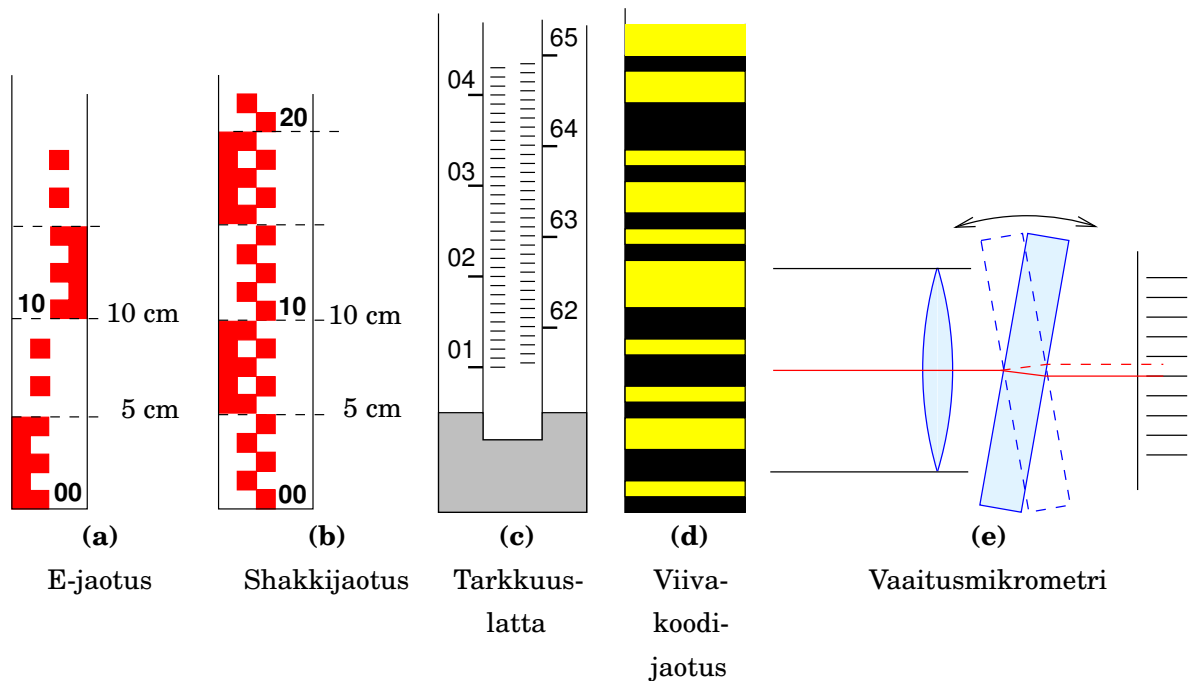 10
00
10 cm
5 cm
20
10
00
10 cm
5 cm
04
03
02
01
65
64
63
62
(a)
E-jaotus
(b)
Shakkijaotus
(c)
Tarkkuus-
latta
(d)
Viiva-
koodi-
jaotus
(e)
Vaaitusmikrometri